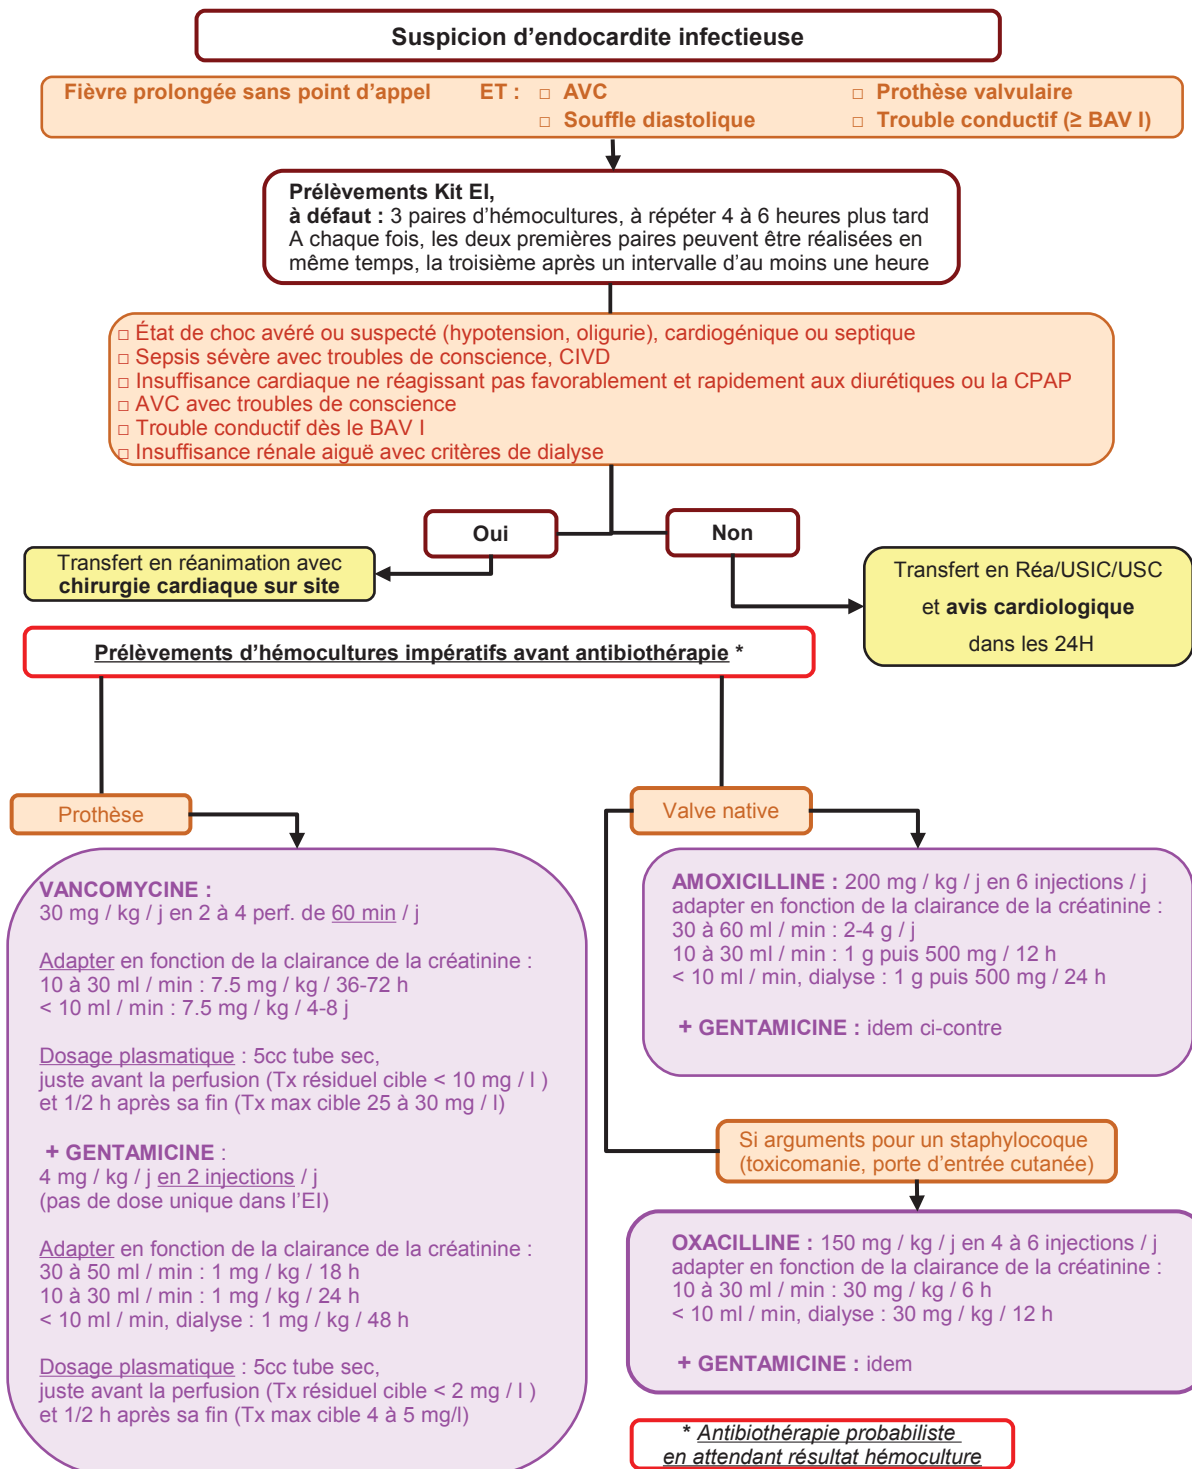 Suspicion d'endocardite infectieuse
Fièvre prolongée sans point d'appel ET : □ AVC □ Prothèse valvulaire
□ Souffle diastolique □ Trouble conductif (≥ BAV I)
Prélèvements Kit EI,
à défaut : 3 paires d'hémocultures, à répéter 4 à 6 heures plus tard
A chaque fois, les deux premières paires peuvent être réalisées en
même temps, la troisième après un intervalle d'au moins une heure
□ État de choc avéré ou suspecté (hypotension, oligurie), cardiogénique ou septique
□ Sepsis sévère avec troubles de conscience, CIVD
□ Insuffisance cardiaque ne réagissant pas favorablement et rapidement aux diurétiques ou la CPAP
□ AVC avec troubles de conscience
□ Trouble conductif dès le BAV I
□ Insuffisance rénale aiguë avec critères de dialyse
Oui
Non
Transfert en réanimation avec
chirurgie cardiaque sur site
Transfert en Réa/USIC/USC
et avis cardiologique
dans les 24H
Prélèvements d'hémocultures impératifs avant antibiothérapie *
Prothèse
VANCOMYCINE :
30 mg / kg / j en 2 à 4 perf. de 60 min / j
Adapter en fonction de la clairance de la créatinine :
10 à 30 ml / min : 7.5 mg / kg / 36-72 h
< 10 ml / min : 7.5 mg / kg / 4-8 j
Dosage plasmatique : 5cc tube sec,
juste avant la perfusion (Tx résiduel cible < 10 mg / l )
et 1/2 h après sa fin (Tx max cible 25 à 30 mg / l)
+ GENTAMICINE :
4 mg / kg / j en 2 injections / j
(pas de dose unique dans l'EI)
Adapter en fonction de la clairance de la créatinine :
30 à 50 ml / min : 1 mg / kg / 18 h
10 à 30 ml / min : 1 mg / kg / 24 h
< 10 ml / min, dialyse : 1 mg / kg / 48 h
Dosage plasmatique : 5cc tube sec,
juste avant la perfusion (Tx résiduel cible < 2 mg / l )
et 1/2 h après sa fin (Tx max cible 4 à 5 mg/l)
Valve native
AMOXICILLINE : 200 mg / kg / j en 6 injections / j
adapter en fonction de la clairance de la créatinine :
30 à 60 ml / min : 2-4 g / j
10 à 30 ml / min : 1 g puis 500 mg / 12 h
< 10 ml / min, dialyse : 1 g puis 500 mg / 24 h
+ GENTAMICINE : idem ci-contre
Si arguments pour un staphylocoque
(toxicomanie, porte d'entrée cutanée)
OXACILLINE : 150 mg / kg / j en 4 à 6 injections / j
adapter en fonction de la clairance de la créatinine :
10 à 30 ml / min : 30 mg / kg / 6 h
< 10 ml / min, dialyse : 30 mg / kg / 12 h
+ GENTAMICINE : idem
* Antibiothérapie probabiliste
en attendant résultat hémoculture